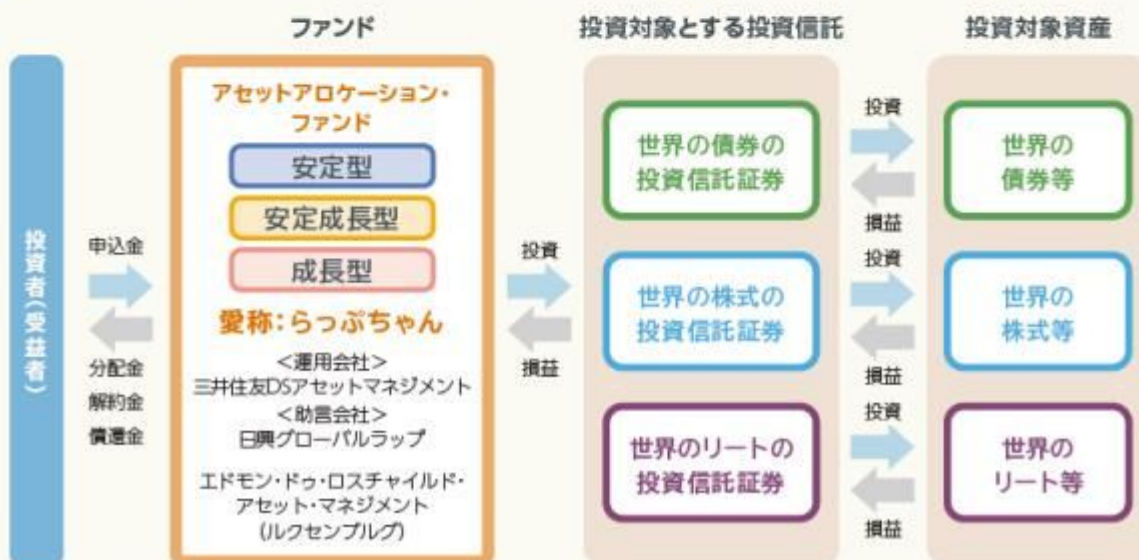 ファンド
投資対象とする投資信託
投資対象資産
投資者(受益者)
申込金
分配金
解約金
償還金
アセットアロケーション・
ファンド
安定型
安定成長型
成長型
愛称:らっぷちゃん
<運用会社>
三井住友DSアセットマネジメント
<助言会社>
日興グローバルラップ
エドモン・ドゥ・ロスチャイルド・
アセット・マネジメント
(ルクセンブルグ)
投資
損益
世界の債券の
投資信託証券
世界の株式の
投資信託証券
世界のリートの
投資信託証券
投資
損益
投資
損益
投資
損益
世界の
債券等
世界の
株式等
世界の
リート等